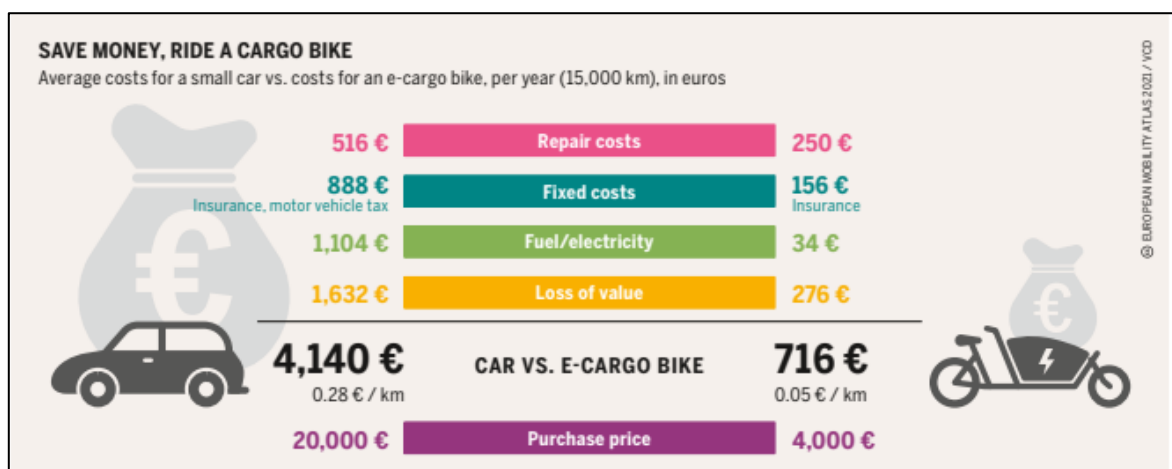 SAVE MONEY, RIDE A CARGO BIKE
Average costs for a small car vs. costs for an e-cargo bike, per year (15,000 km), in euros
516 € Repair costs 250 €
888 € Fixed costs 156 €
Insurance, motor vehicle tax Insurance
1,104 € Fuel/electricity 34 €
1,632 € Loss of value 276 €
€ €
4,140 € CAR VS. E-CARGO BIKE 716 €
0.28 € / km 0.05 € / km
20,000 € Purchase price 4,000 €
EUROPEAN MOBILITY ATLAS 2021 / VCD